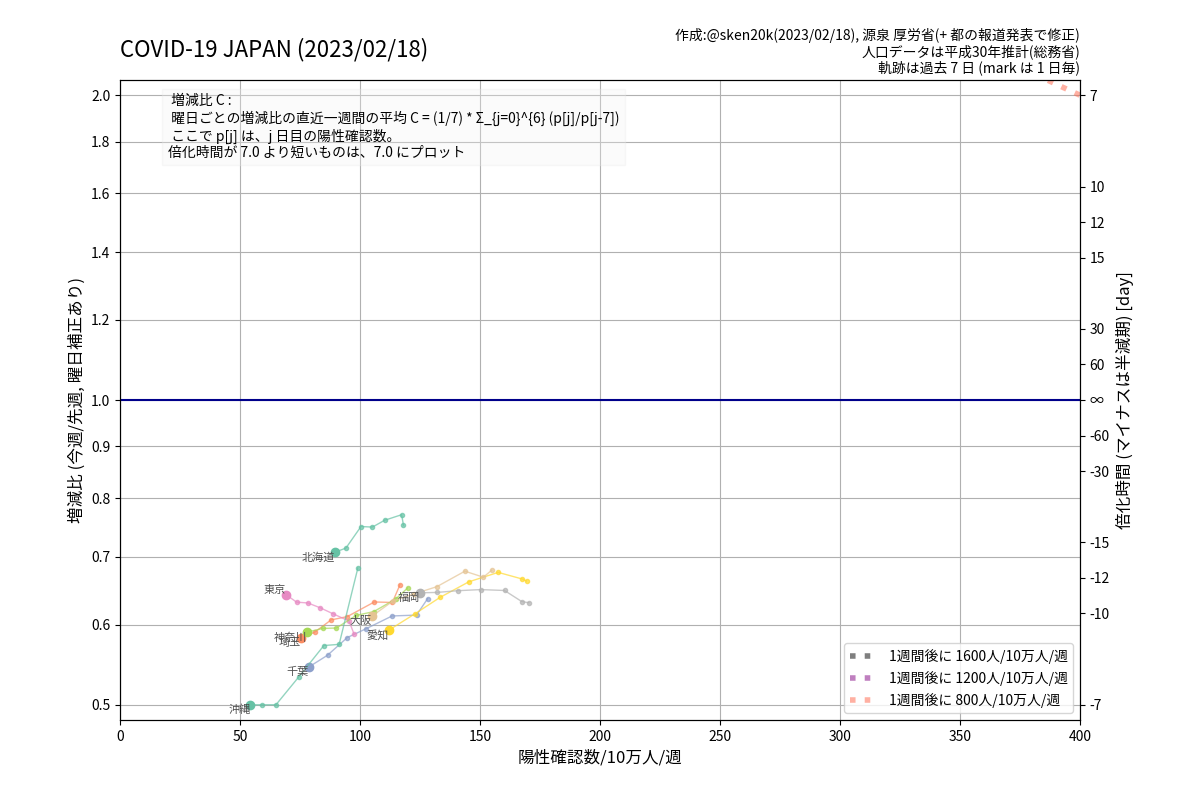 COVID-19 JAPAN (2023/02/18)
作成:@sken20k(2023/02/18), 源泉 厚労省(+ 都の報道発表で修正)
人口データは平成30年推計(総務省)
軌跡は過去 7 日 (mark は 1 日毎)
増減比 C :
曜日ごとの増減比の直近一週間の平均 C = (1/7) * Σ_{j=0}^{6} (p[j]/p[j-7])
ここで p[j] は、j 日目の陽性確認数。
倍化時間が 7.0 より短いものは、7.0 にプロット
増減比 (今週/先週, 曜日補正あり)
2.0
1.8
1.6
1.4
1.2
1.0
0.9
0.8
0.7
0.6
0.5
7
10
12
15
30
60
∞
-60
-30
-15
-12
-10
-7
倍化時間 (マイナスは半減期) [day]
北海道
東京
福岡
大阪
愛知
神奈川
埼玉
千葉
沖縄
1週間後に 1600人/10万人/週
1週間後に 1200人/10万人/週
1週間後に 800人/10万人/週
0 50 100 150 200 250 300 350 400
陽性確認数/10万人/週